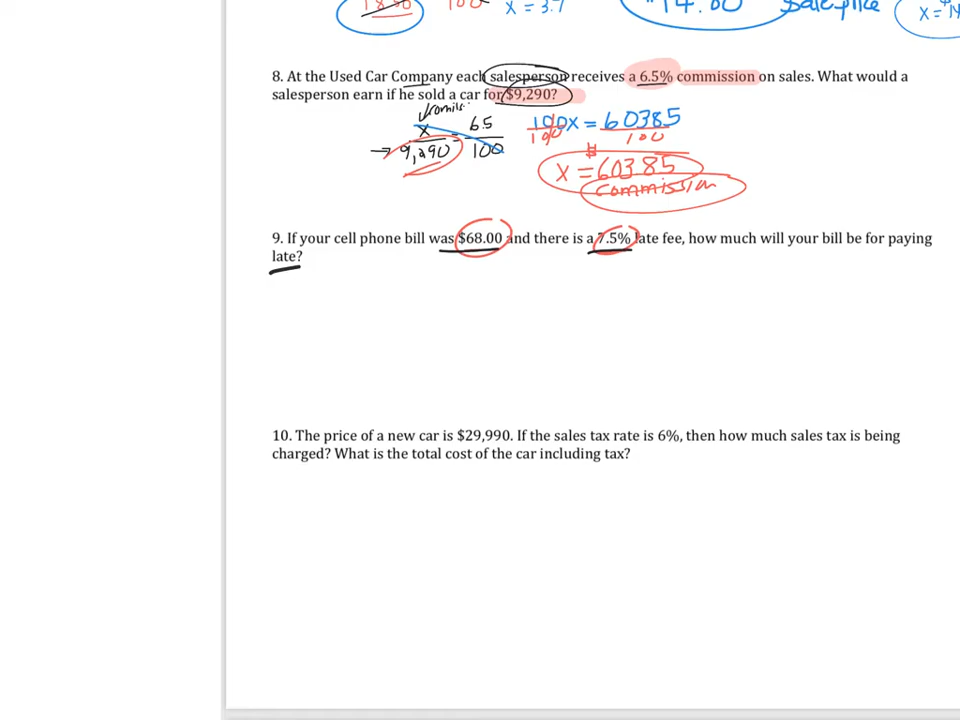 x = 3.7
8. At the Used Car Company each salesperson receives a 6.5% commission on sales. What would a
salesperson earn if he sold a car for $9,290?
x
9,290
=
6.5
100
100x = 60385
100
100
x = $603.85
commission
9. If your cell phone bill was $68.00 and there is a 7.5% late fee, how much will your bill be for paying
late?
10. The price of a new car is $29,990. If the sales tax rate is 6%, then how much sales tax is being
charged? What is the total cost of the car including tax?